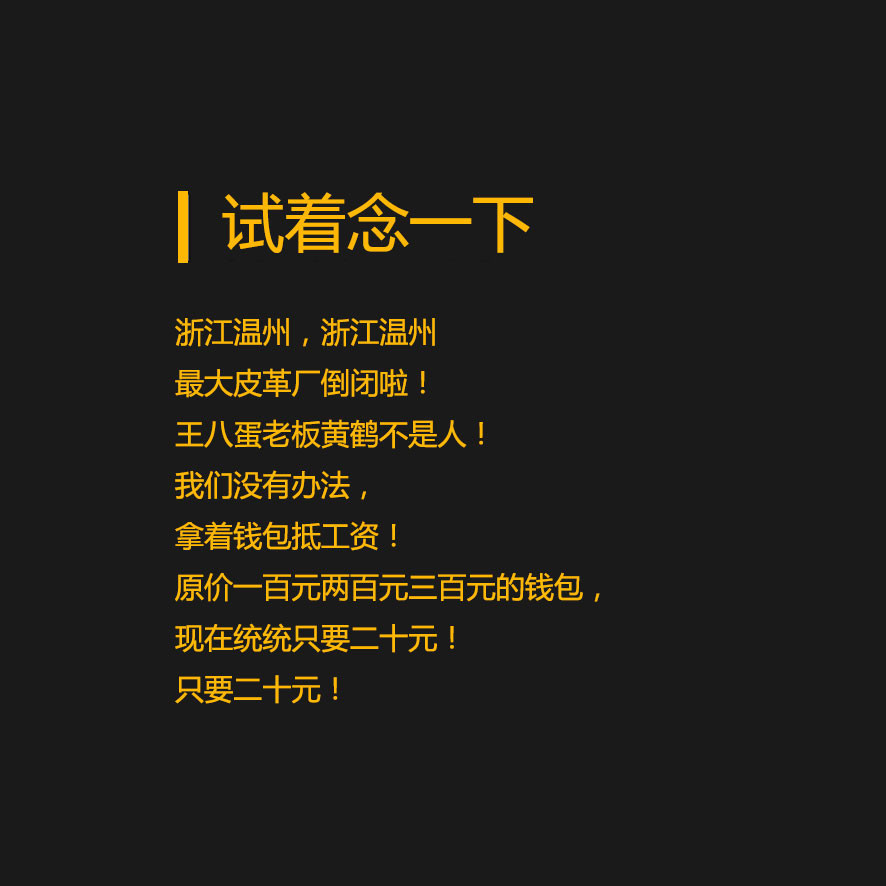 试着念一下
浙江温州，浙江温州
最大皮革厂倒闭啦！
王八蛋老板黄鹤不是人！
我们没有办法，
拿着钱包抵工资！
原价一百元两百元三百元的钱包，
现在统统只要二十元！
只要二十元！